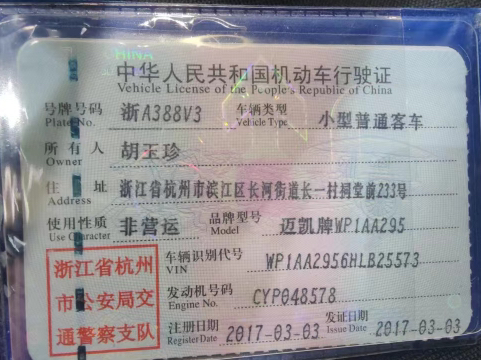 中华人民共和国机动车行驶证
Vehicle License of the People's Republic of China
号牌号码 浙A388V3 车辆类型 小型普通客车
Plate No. Vehicle Type
所有人 胡玉珍
Owner
住址 浙江省杭州市滨江区长河街道长一村祠堂前233号
Address
使用性质 非营运 品牌型号 迈凯牌WP1AA295
Use Character Model
浙江省杭州
市公安局交
通警察支队
车辆识别代号 WP1AA2956HLB25573
VIN
发动机号码 CYP048578
Engine No.
注册日期 2017-03-03 发证日期 2017-03-03
Register Date Issue Date